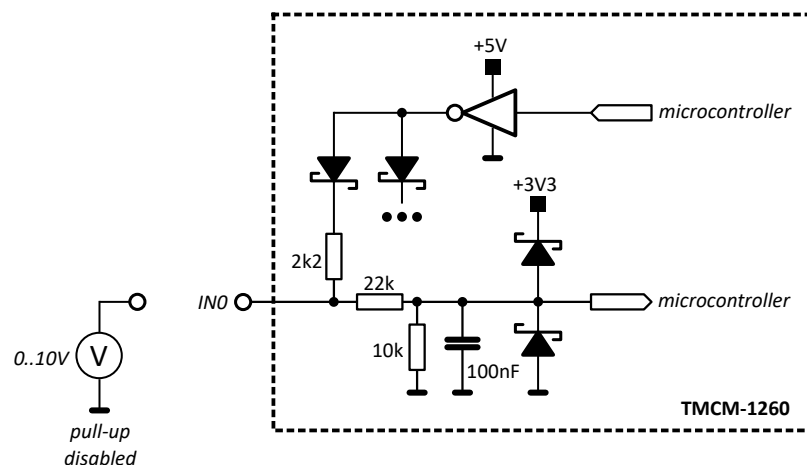 +5V
microcontroller
+3V3
2k2
22k
IN0
microcontroller
0..10V
V
10k
100nF
TMCM-1260
pull-up
disabled